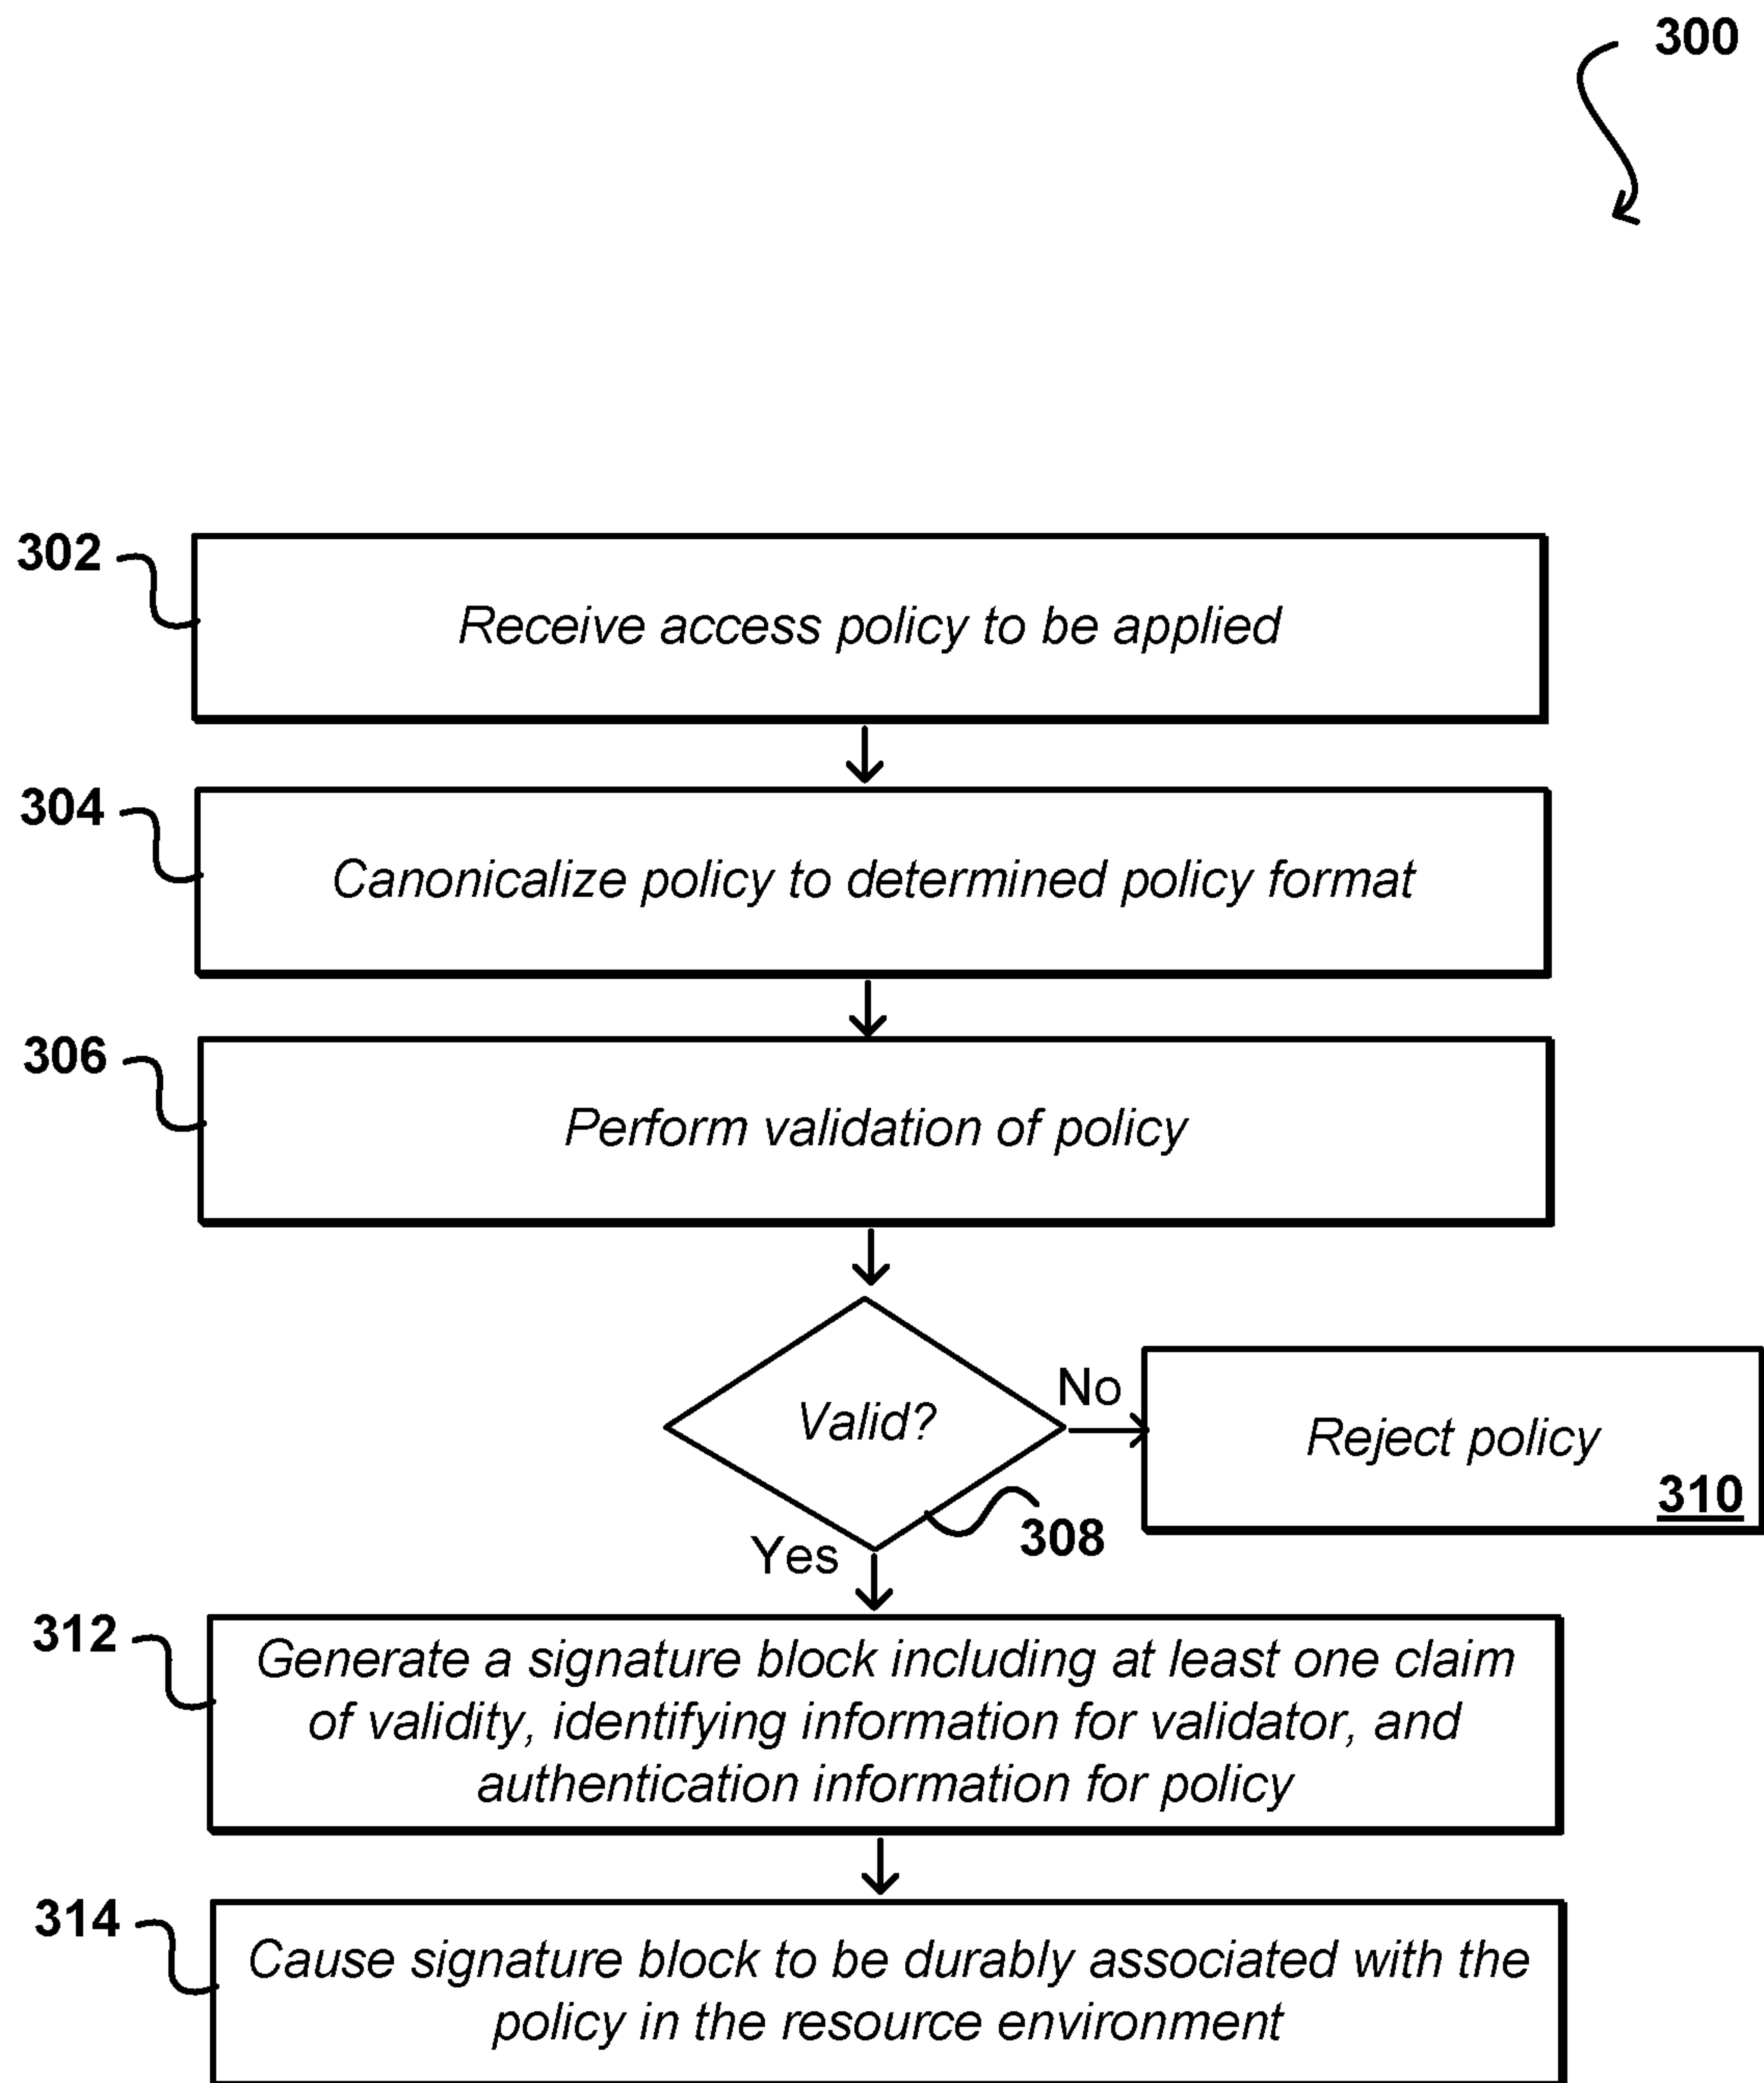 300
302
Receive access policy to be applied
304
Canonicalize policy to determined policy format
306
Perform validation of policy
Valid?
No
Reject policy
310
308
Yes
312
Generate a signature block including at least one claim
of validity, identifying information for validator, and
authentication information for policy
314
Cause signature block to be durably associated with the
policy in the resource environment